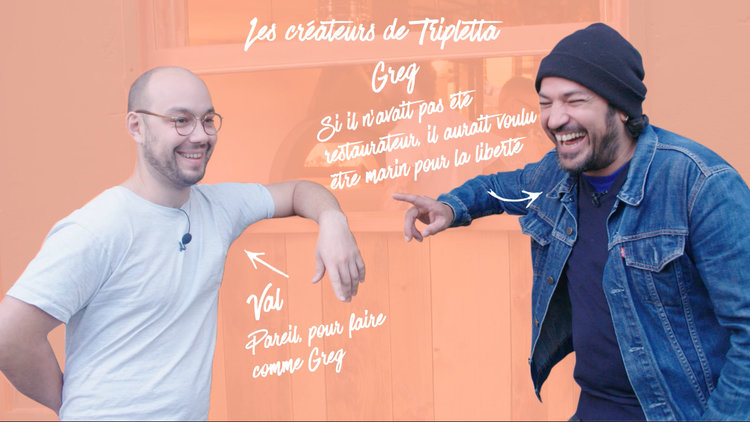 Les créateurs de Tripletta
Greg
Si il n'avait pas été
restaurateur, il aurait voulu
être marin pour la liberté
Val
Pareil, pour faire
comme Greg